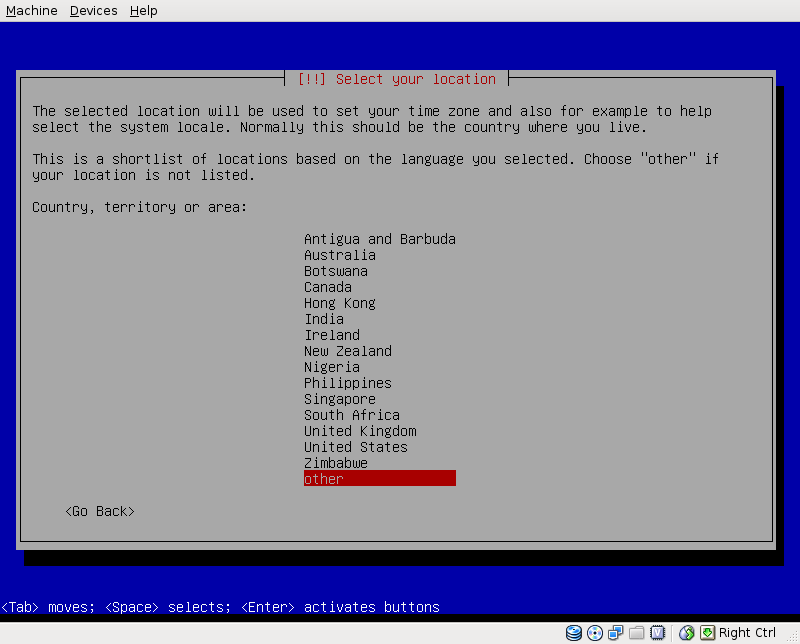 Machine Devices Help
[!!] Select your location
The selected location will be used to set your time zone and also for example to help
select the system locale. Normally this should be the country where you live.
This is a shortlist of locations based on the language you selected. Choose "other" if
your location is not listed.
Country, territory or area:
Antigua and Barbuda
Australia
Botswana
Canada
Hong Kong
India
Ireland
New Zealand
Nigeria
Philippines
Singapore
South Africa
United Kingdom
United States
Zimbabwe
other
<Go Back>
<Tab> moves; <Space> selects; <Enter> activates buttons
Right Ctrl